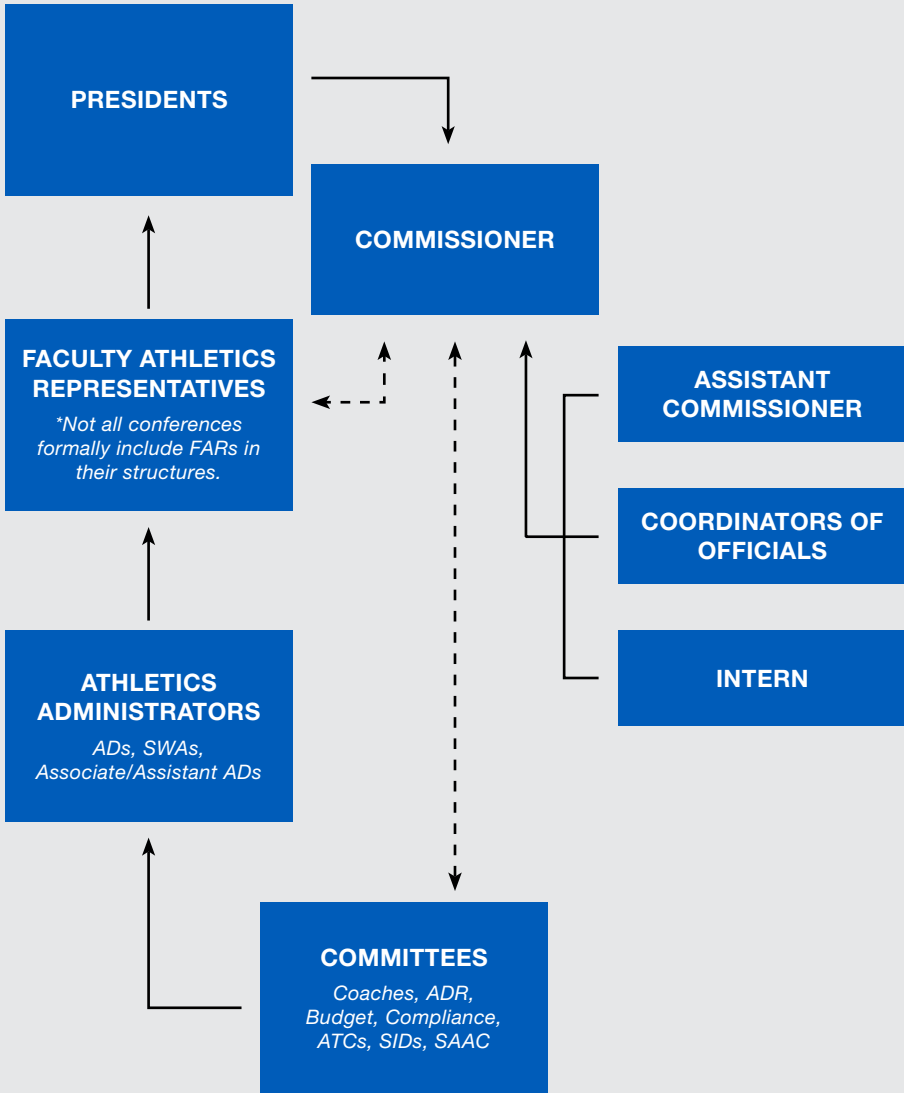 PRESIDENTS
COMMISSIONER
FACULTY ATHLETICS
REPRESENTATIVES
*Not all conferences
formally include FARs in
their structures.
ASSISTANT
COMMISSIONER
COORDINATORS OF
OFFICIALS
INTERN
ATHLETICS
ADMINISTRATORS
ADs, SWAs,
Associate/Assistant ADs
COMMITTEES
Coaches, ADR,
Budget, Compliance,
ATCs, SIDs, SAAC